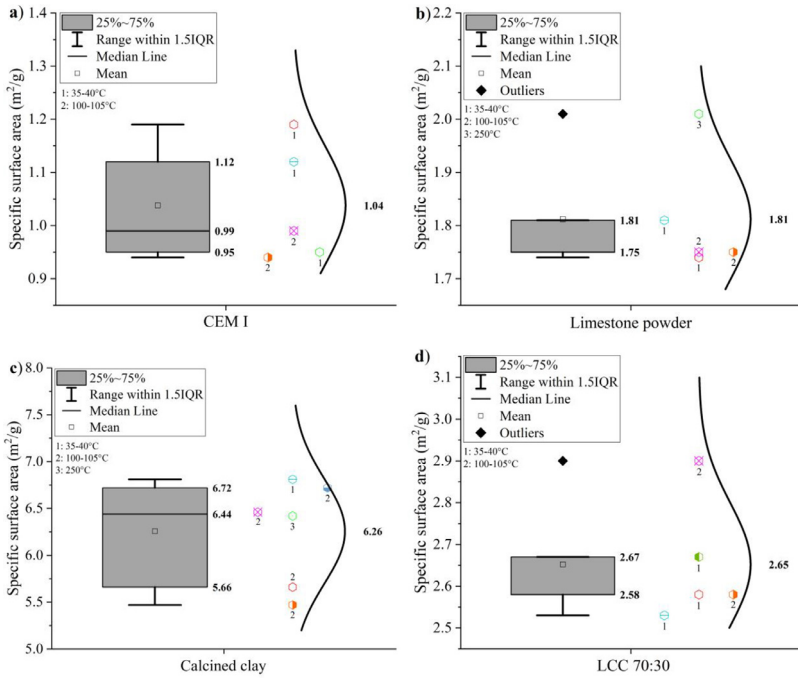 a)
Specific surface area (m²/g)
1.4
1.3
1.2
1.1
1.0
0.9
25%~75%
Range within 1.5IQR
Median Line
Mean
1: 35-40°C
2: 100-105°C
1.12
0.99
0.95
1
1
2
2
1
1.04
CEM I
b)
Specific surface area (m²/g)
2.2
2.1
2.0
1.9
1.8
1.7
25%~75%
Range within 1.5IQR
Median Line
Mean
Outliers
1: 35-40°C
2: 100-105°C
3: 250°C
3
1.81
1.75
1
2
1
2
1.81
Limestone powder
c)
Specific surface area (m²/g)
8.0
7.5
7.0
6.5
6.0
5.5
5.0
25%~75%
Range within 1.5IQR
Median Line
Mean
1: 35-40°C
2: 100-105°C
3: 250°C
6.72
6.44
5.66
1
2
2
3
2
2
6.26
Calcined clay
d)
Specific surface area (m²/g)
3.1
3.0
2.9
2.8
2.7
2.6
2.5
25%~75%
Range within 1.5IQR
Median Line
Mean
Outliers
1: 35-40°C
2: 100-105°C
2
2.67
2.58
1
1
2
1
2.65
LCC 70:30